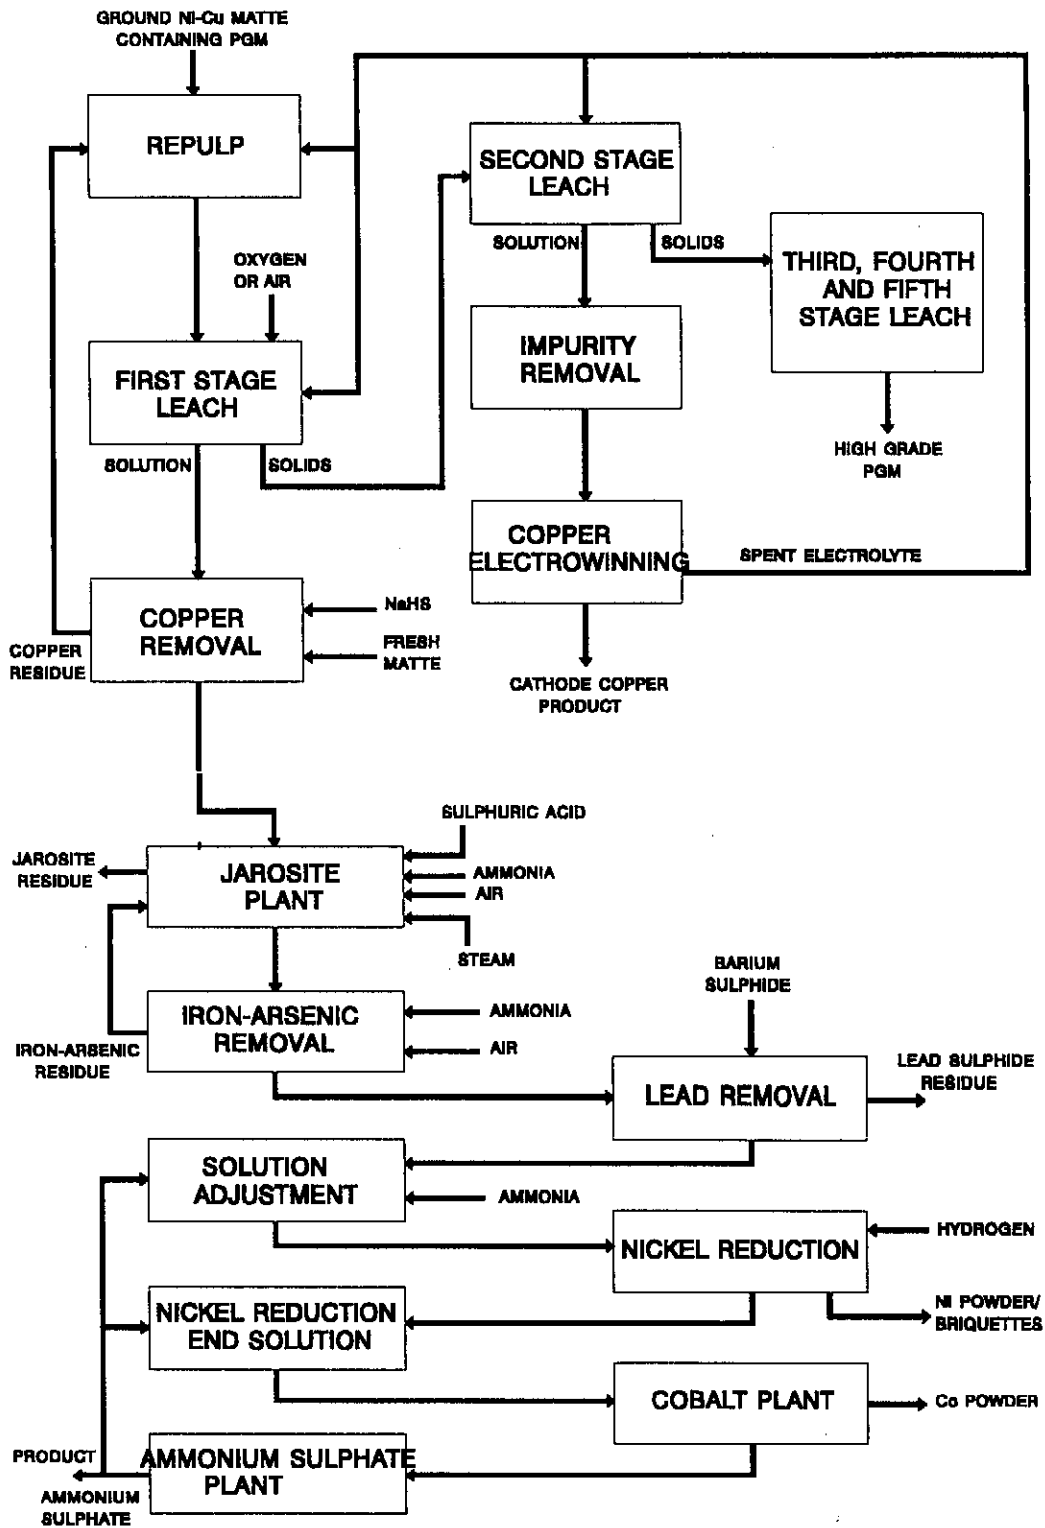 GROUND Ni-Cu MATTE
CONTAINING PGM
REPULP
SECOND STAGE
LEACH
SOLUTION
SOLIDS
THIRD, FOURTH
AND FIFTH
STAGE LEACH
OXYGEN
OR AIR
FIRST STAGE
LEACH
IMPURITY
REMOVAL
SOLUTION
SOLIDS
HIGH GRADE
PGM
COPPER
ELECTROWINNING
SPENT ELECTROLYTE
COPPER
REMOVAL
NaHS
FRESH
MATTE
COPPER
RESIDUE
CATHODE COPPER
PRODUCT
SULPHURIC ACID
JAROSITE
RESIDUE
JAROSITE
PLANT
AMMONIA
AIR
STEAM
BARIUM
SULPHIDE
IRON-ARSENIC
REMOVAL
AMMONIA
AIR
IRON-ARSENIC
RESIDUE
LEAD REMOVAL
LEAD SULPHIDE
RESIDUE
SOLUTION
ADJUSTMENT
AMMONIA
NICKEL REDUCTION
HYDROGEN
NI POWDER/
BRIQUETTES
NICKEL REDUCTION
END SOLUTION
COBALT PLANT
Co POWDER
PRODUCT
AMMONIUM SULPHATE
PLANT
AMMONIUM
SULPHATE